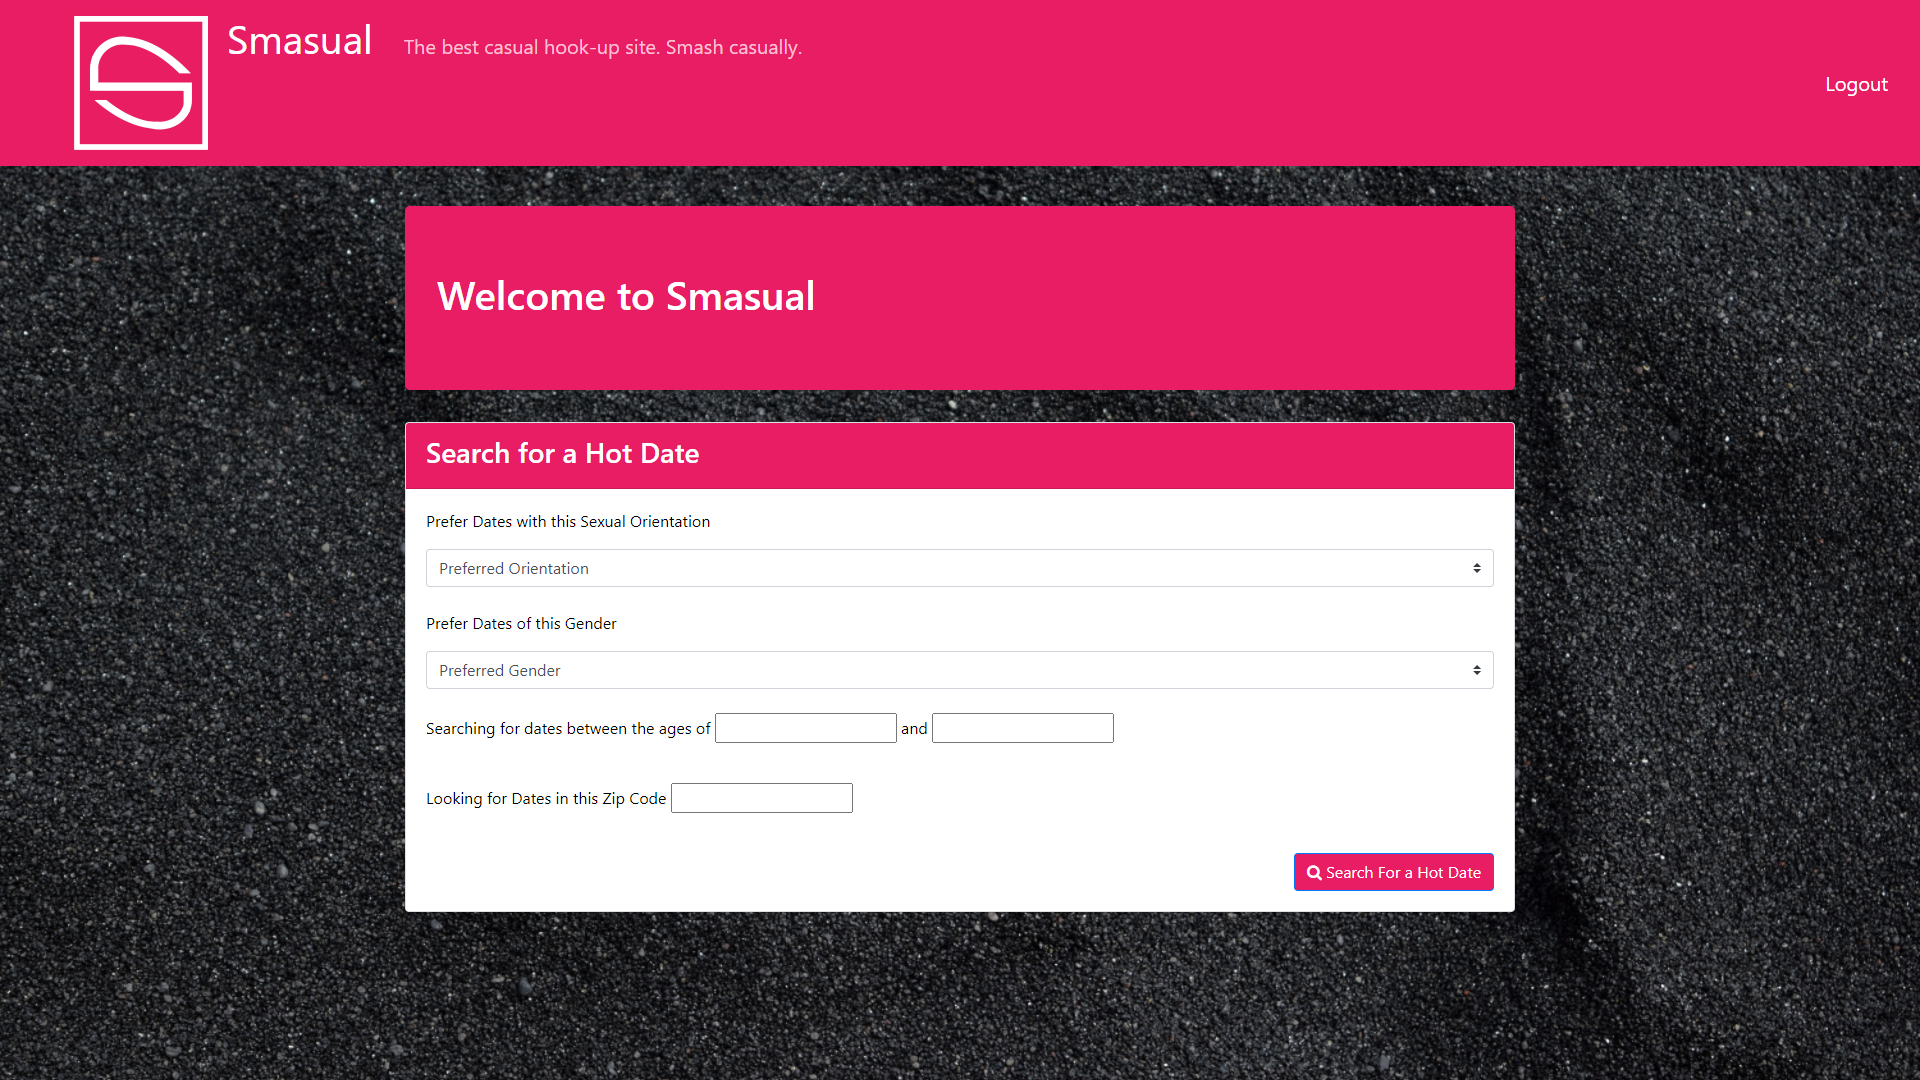 Smasual
The best casual hook-up site. Smash casually.
Logout
Welcome to Smasual
Search for a Hot Date
Prefer Dates with this Sexual Orientation
Preferred Orientation
Prefer Dates of this Gender
Preferred Gender
Searching for dates between the ages of and
Looking for Dates in this Zip Code
Search For a Hot Date